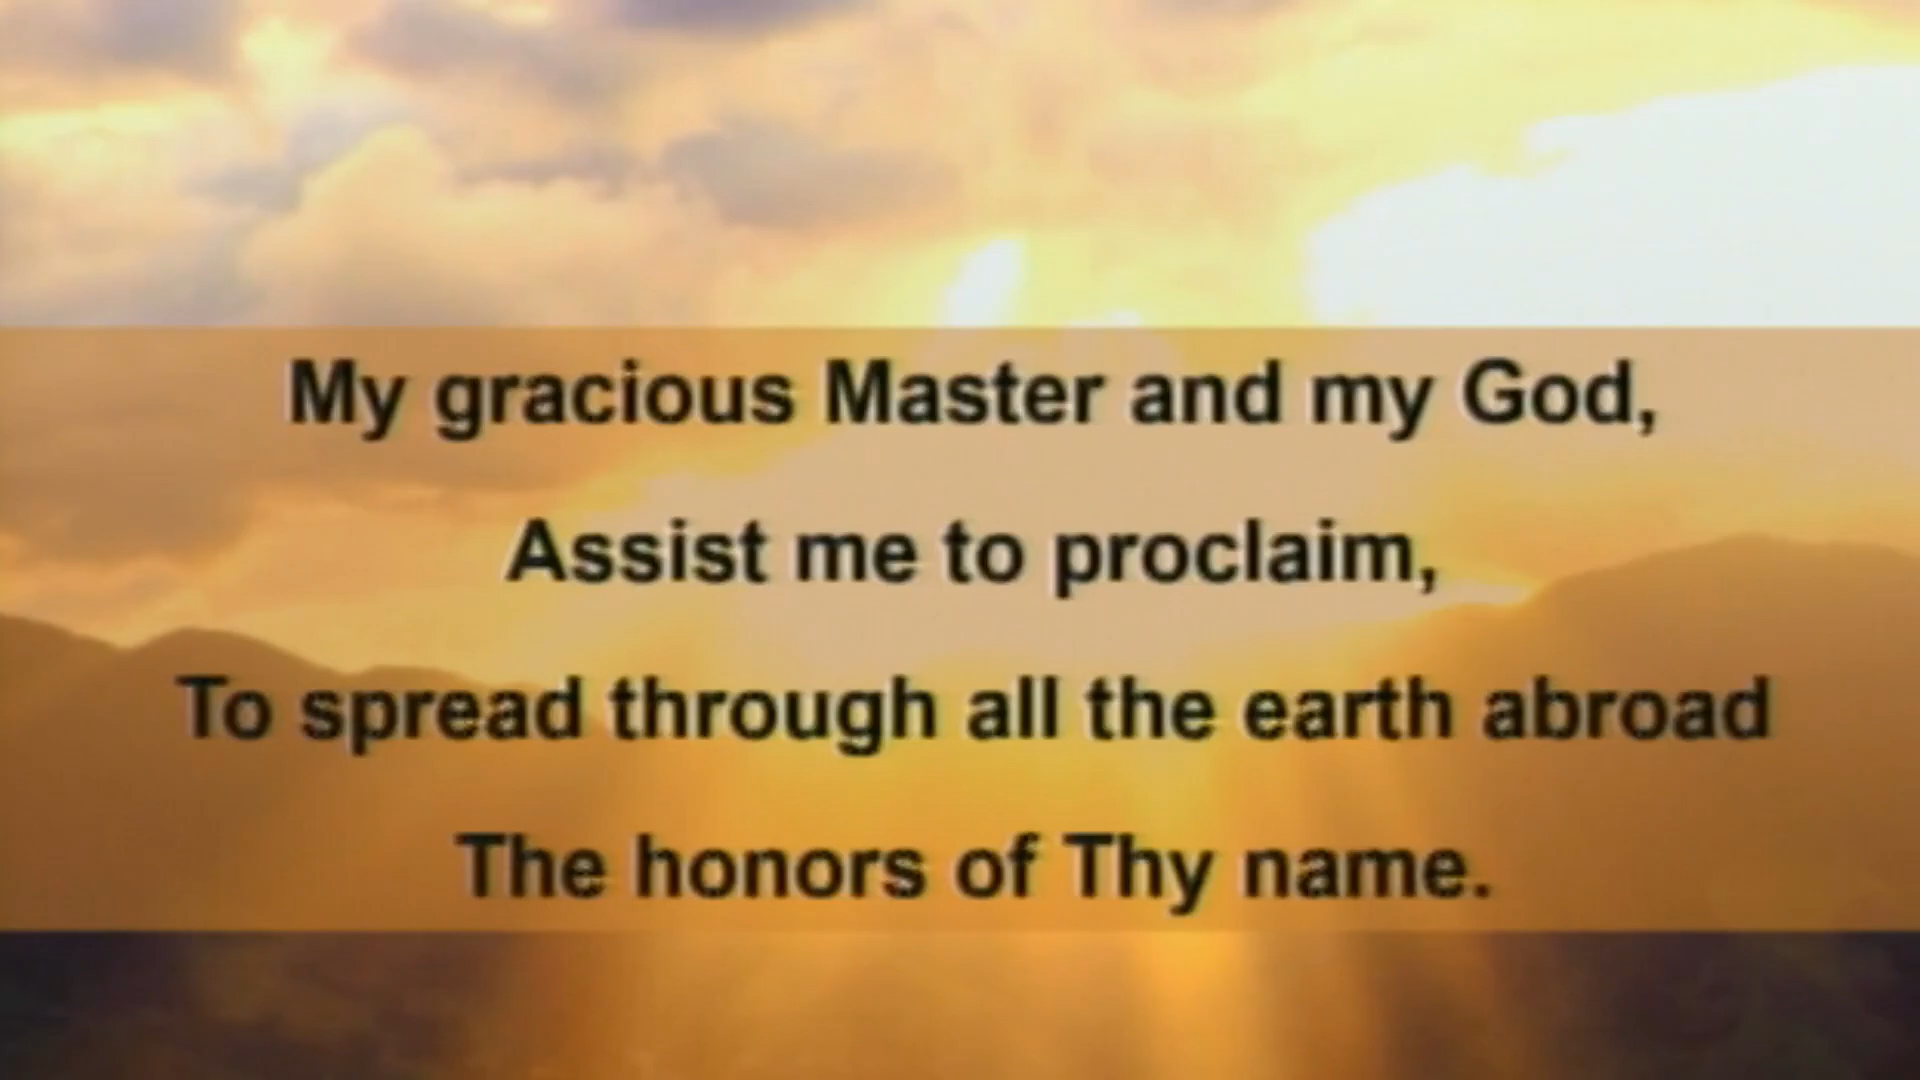 My gracious Master and my God,
Assist me to proclaim,
To spread through all the earth abroad
The honors of Thy name.